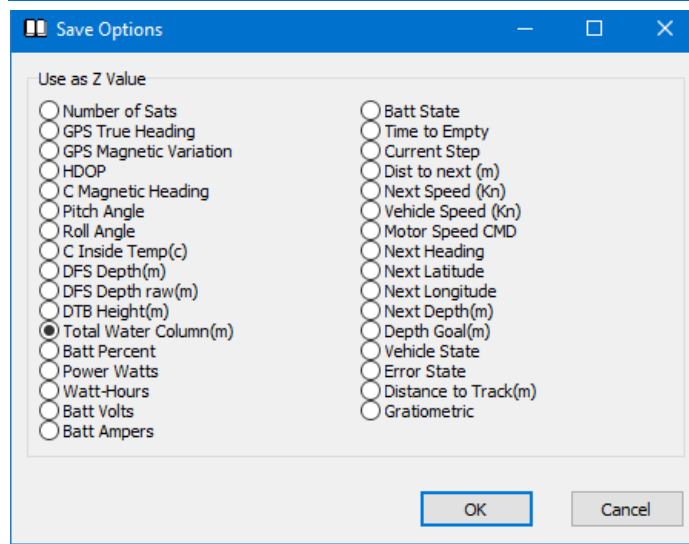 Save Options
Use as Z Value
Number of Sats
GPS True Heading
GPS Magnetic Variation
HDOP
C Magnetic Heading
Pitch Angle
Roll Angle
C Inside Temp(c)
DFS Depth(m)
DFS Depth raw(m)
DTB Height(m)
Total Water Column(m)
Batt Percent
Power Watts
Watt-Hours
Batt Volts
Batt Ampers
Batt State
Time to Empty
Current Step
Dist to next (m)
Next Speed (Kn)
Vehicle Speed (Kn)
Motor Speed CMD
Next Heading
Next Latitude
Next Longitude
Next Depth(m)
Depth Goal(m)
Vehicle State
Error State
Distance to Track(m)
Gratiometric
OK
Cancel